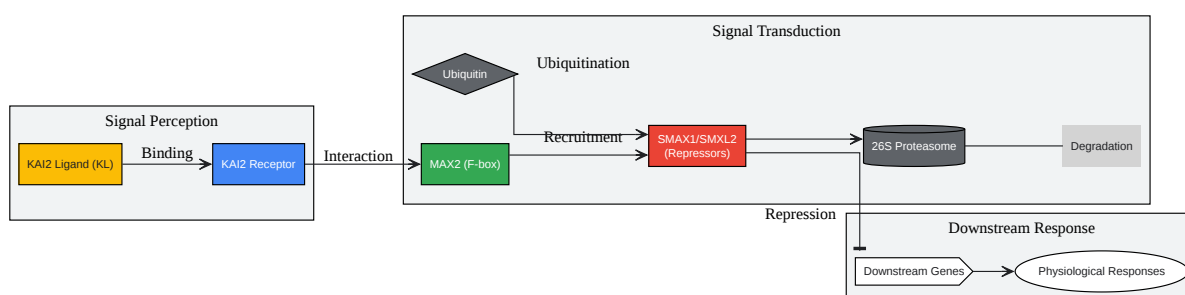 Signal Transduction
Ubiquitin
Ubiquitination
Signal Perception
KAI2 Ligand (KL)
Binding
KAI2 Receptor
Interaction
MAX2 (F-box)
Recruitment
SMAX1/SMXL2
(Repressors)
26S Proteasome
Degradation
Repression
Downstream Response
Downstream Genes
Physiological Responses